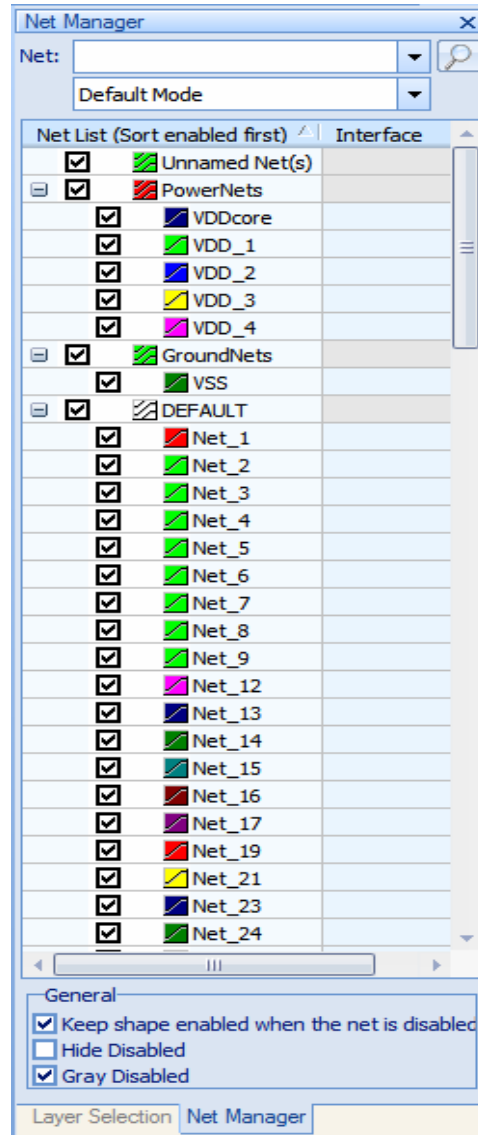 Net Manager
Net:
Default Mode
Net List (Sort enabled first) Interface
Unnamed Net(s)
PowerNets
VDDcore
VDD_1
VDD_2
VDD_3
VDD_4
GroundNets
VSS
DEFAULT
Net_1
Net_2
Net_3
Net_4
Net_5
Net_6
Net_7
Net_8
Net_9
Net_12
Net_13
Net_14
Net_15
Net_16
Net_17
Net_19
Net_21
Net_23
Net_24
General
Keep shape enabled when the net is disabled
Hide Disabled
Gray Disabled
Layer Selection Net Manager